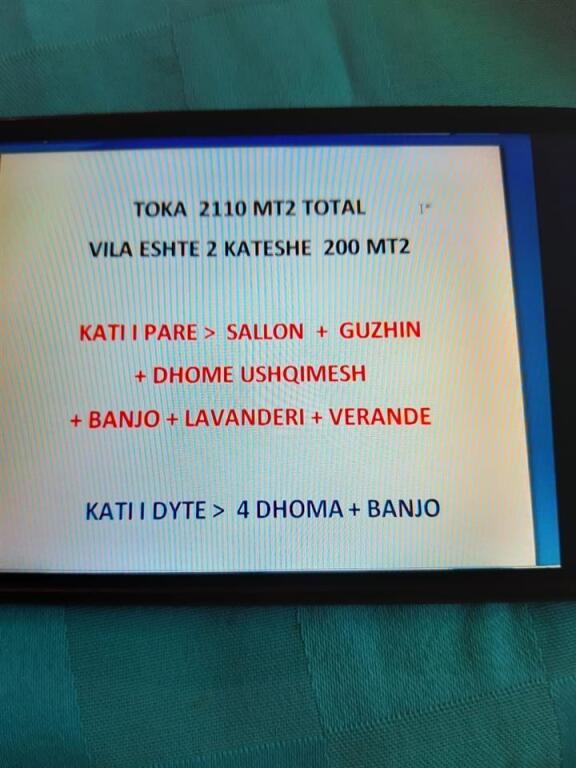 TOKA 2110 MT2 TOTAL
VILA ESHTE 2 KATESHE 200 MT2
KATI I PARE > SALLON + GUZHIN
+ DHOME USHQIMESH
+ BANJO + LAVANDERI + VERANDE
KATI I DYTE > 4 DHOMA + BANJO